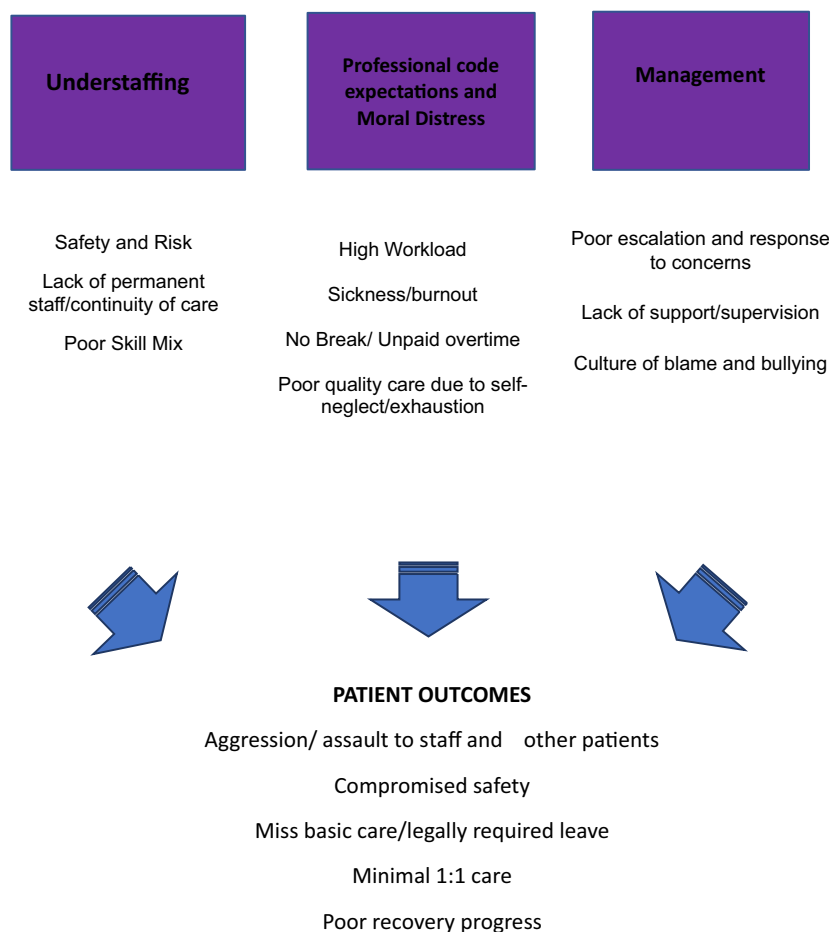 Understaffing
Safety and Risk
Lack of permanent
staff/continuity of care
Poor Skill Mix
Professional code
expectations and
Moral Distress
High Workload
Sickness/burnout
No Break/ Unpaid overtime
Poor quality care due to self-
neglect/exhaustion
Management
Poor escalation and response
to concerns
Lack of support/supervision
Culture of blame and bullying
PATIENT OUTCOMES
Aggression/ assault to staff and other patients
Compromised safety
Miss basic care/legally required leave
Minimal 1:1 care
Poor recovery progress